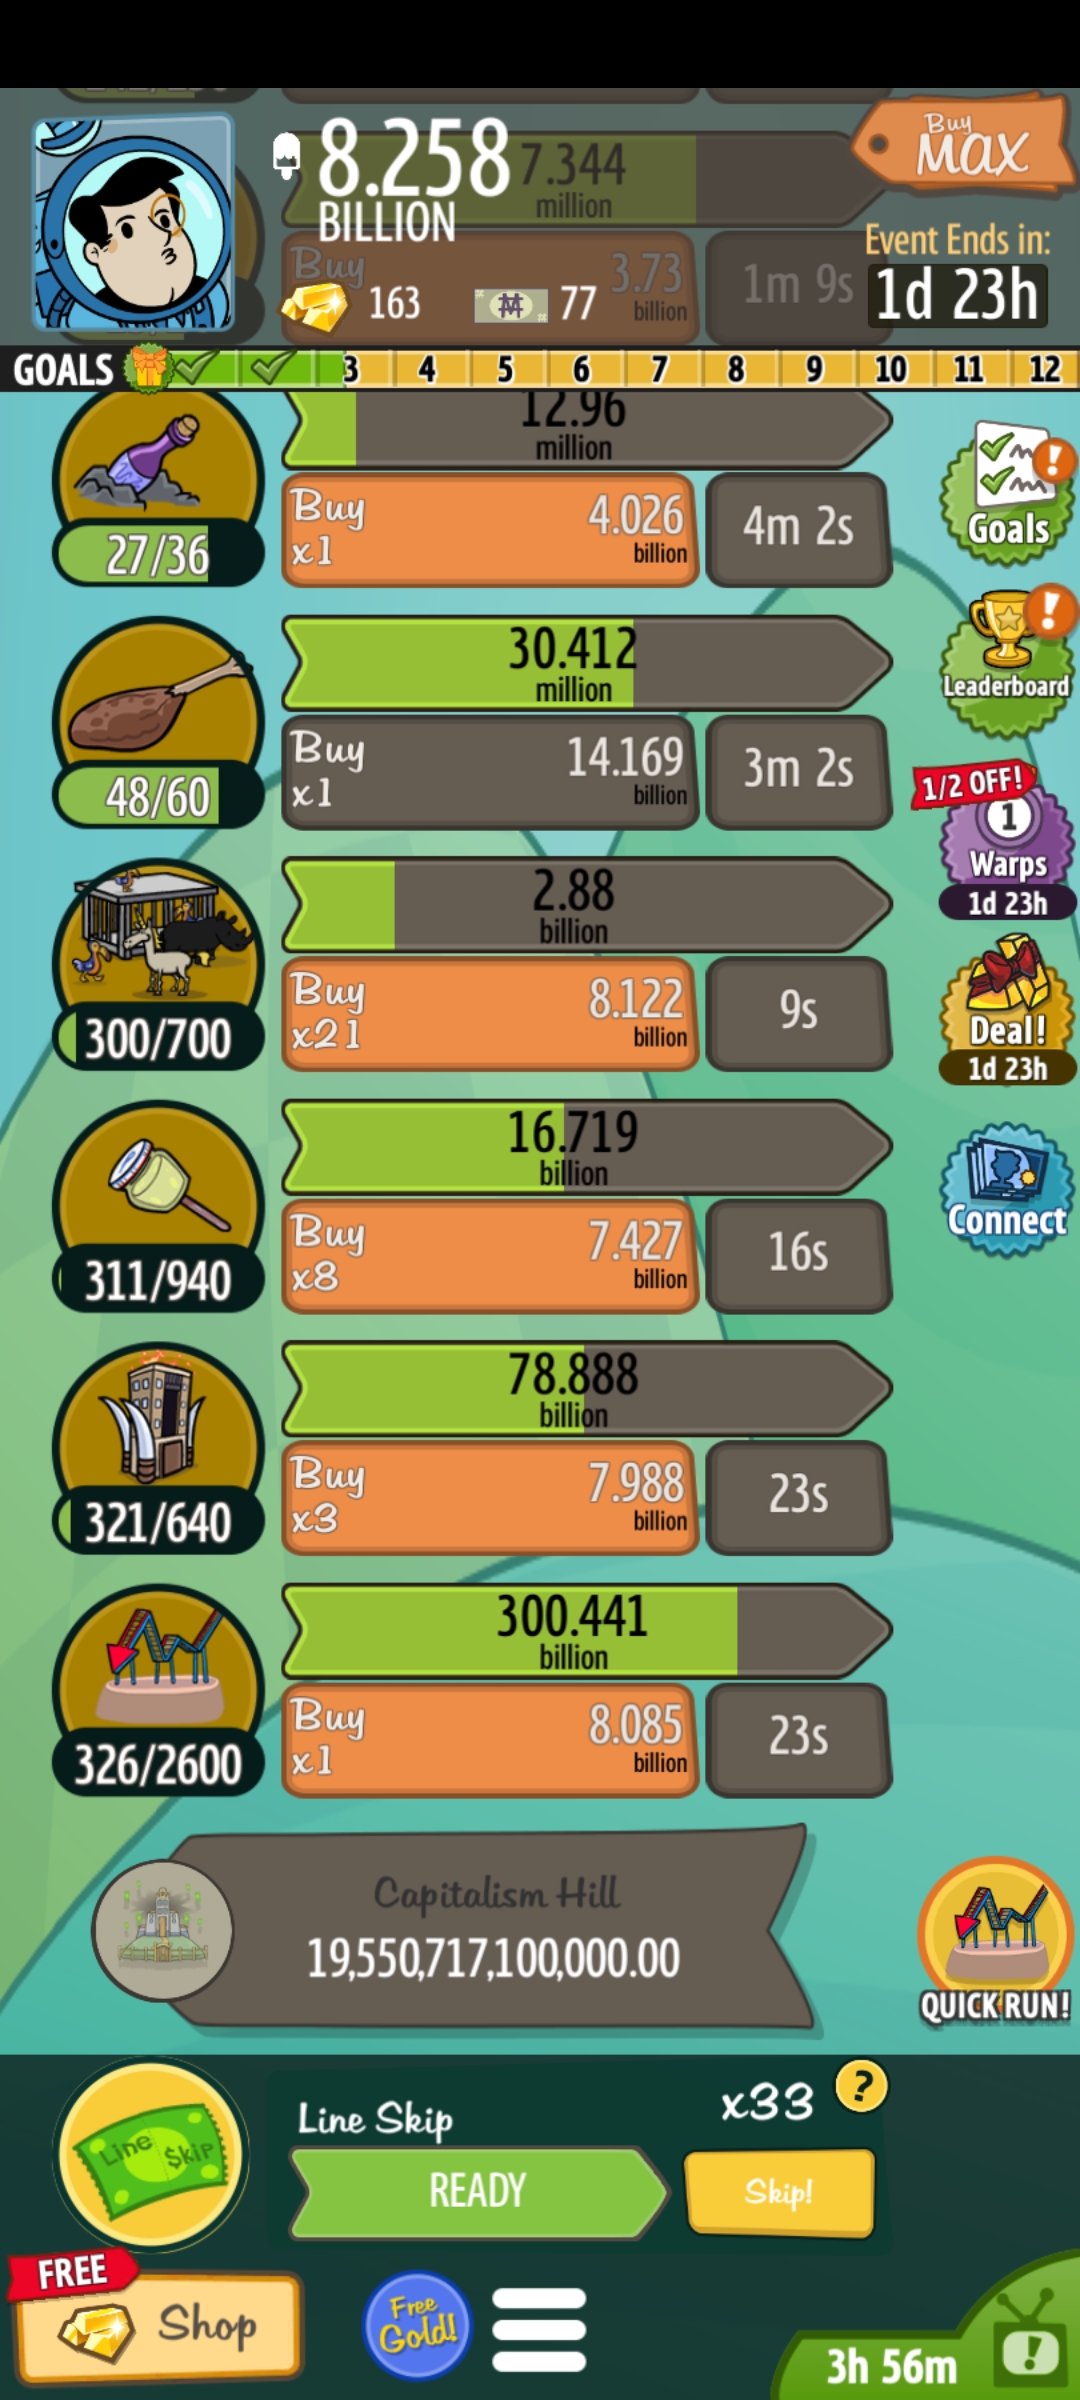 8.258
BILLION
7.344
million
Buy
MAX
Event Ends in:
1d 23h
Buy
3.73
billion
1m 9s
163
77
GOALS
3 4 5 6 7 8 9 10 11 12
12.96
million
27/36
Buy
x1
4.026
billion
4m 2s
Goals
30.412
million
48/60
Buy
x1
14.169
billion
3m 2s
Leaderboard
1/2 OFF!
1
Warps
1d 23h
2.88
billion
300/700
Buy
x21
8.122
billion
9s
Deal!
1d 23h
16.719
billion
311/940
Buy
x8
7.427
billion
16s
Connect
78.888
billion
321/640
Buy
x3
7.988
billion
23s
300.441
billion
326/2600
Buy
x1
8.085
billion
23s
Capitalism Hill
19,550,717,100,000.00
QUICK RUN!
Line $kip
Line Skip
x33
?
READY
Skip!
FREE
Shop
Free
Gold!
3h 56m